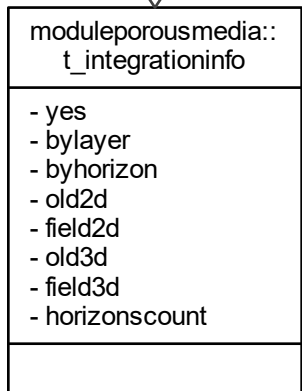 moduleporousmedia::
t_integrationinfo
- yes
- bylayer
- byhorizon
- old2d
- field2d
- old3d
- field3d
- horizonscount